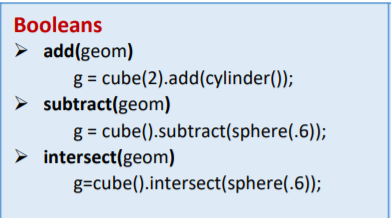 Booleans
➢ add(geom)
g = cube(2).add(cylinder());
➢ subtract(geom)
g = cube().subtract(sphere(.6));
➢ intersect(geom)
g=cube().intersect(sphere(.6));